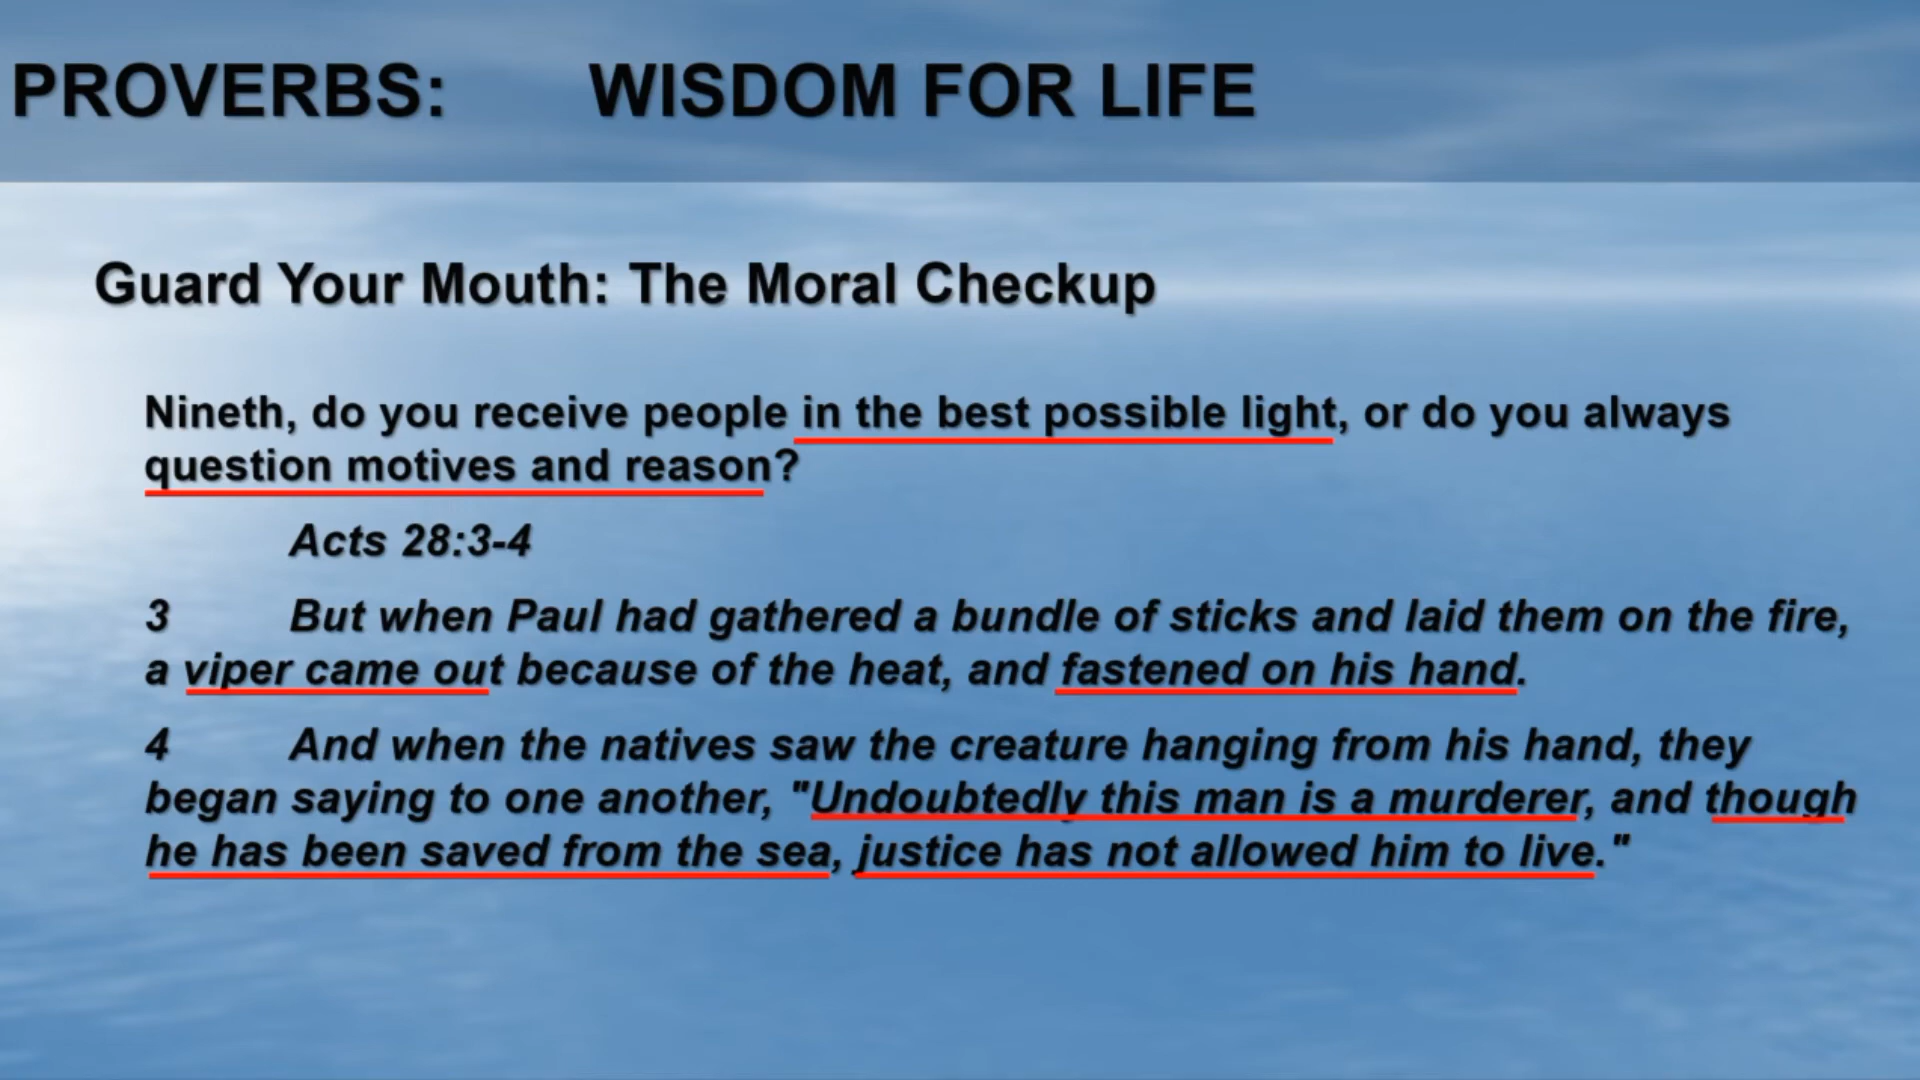 PROVERBS: WISDOM FOR LIFE
Guard Your Mouth: The Moral Checkup
Nineth, do you receive people in the best possible light, or do you always
question motives and reason?
Acts 28:3-4
3 But when Paul had gathered a bundle of sticks and laid them on the fire,
a viper came out because of the heat, and fastened on his hand.
4 And when the natives saw the creature hanging from his hand, they
began saying to one another, "Undoubtedly this man is a murderer, and though
he has been saved from the sea, justice has not allowed him to live."